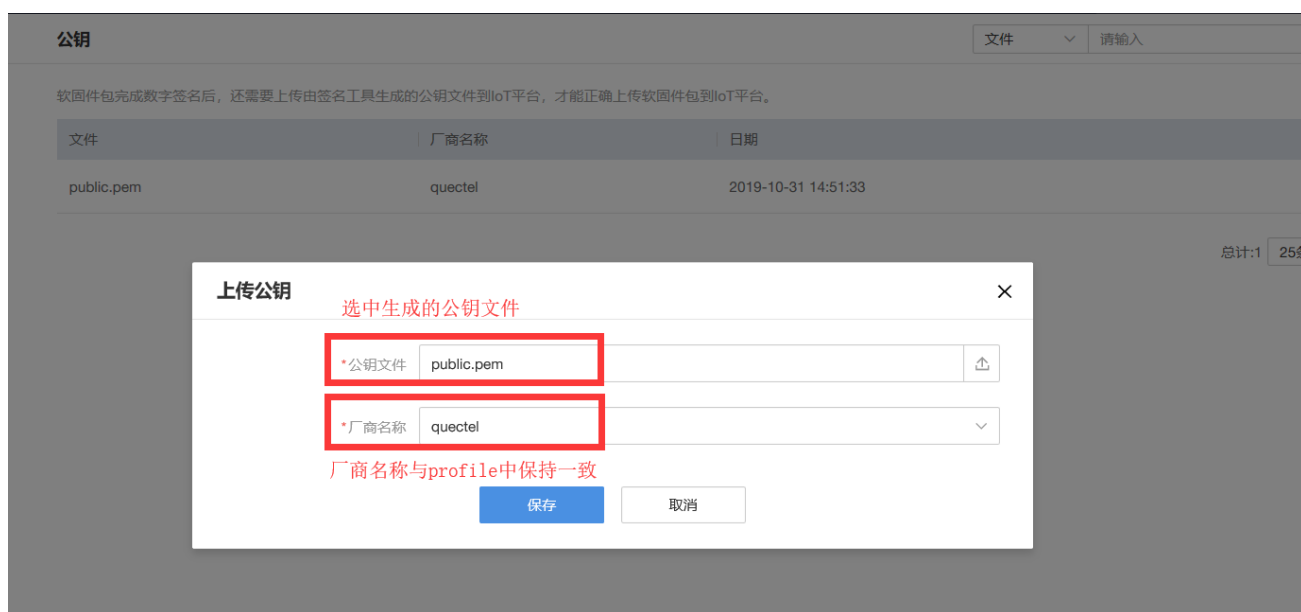 公钥
文件
请输入
软固件包完成数字签名后，还需要上传由签名工具生成的公钥文件到IoT平台，才能正确上传软固件包到IoT平台。
文件 厂商名称 日期
public.pem quectel 2019-10-31 14:51:33
总计:1 25
上传公钥
选中生成的公钥文件
*公钥文件 public.pem
*厂商名称 quectel
厂商名称与profile中保持一致
保存 取消